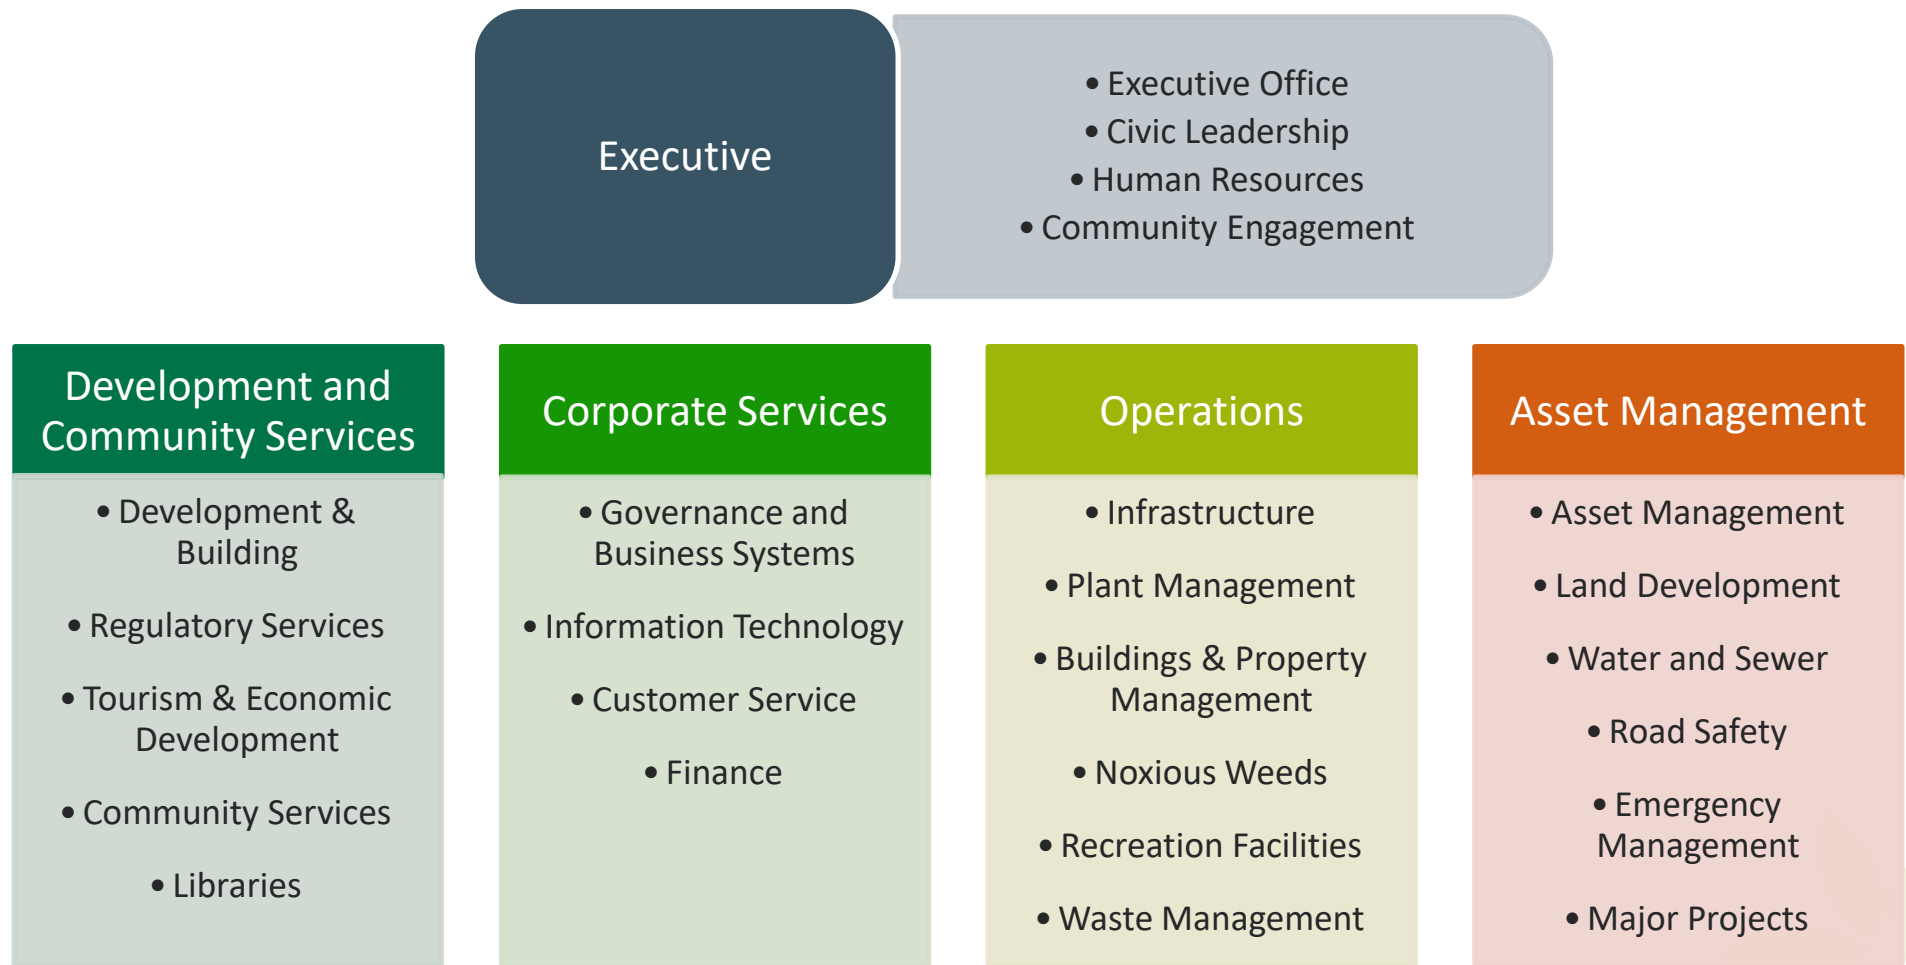 Executive
• Executive Office
• Civic Leadership
• Human Resources
• Community Engagement
Development and
Community Services
• Development &
Building
• Regulatory Services
• Tourism & Economic
Development
• Community Services
• Libraries
Corporate Services
• Governance and
Business Systems
• Information Technology
• Customer Service
• Finance
Operations
• Infrastructure
• Plant Management
• Buildings & Property
Management
• Noxious Weeds
• Recreation Facilities
• Waste Management
Asset Management
• Asset Management
• Land Development
• Water and Sewer
• Road Safety
• Emergency
Management
• Major Projects